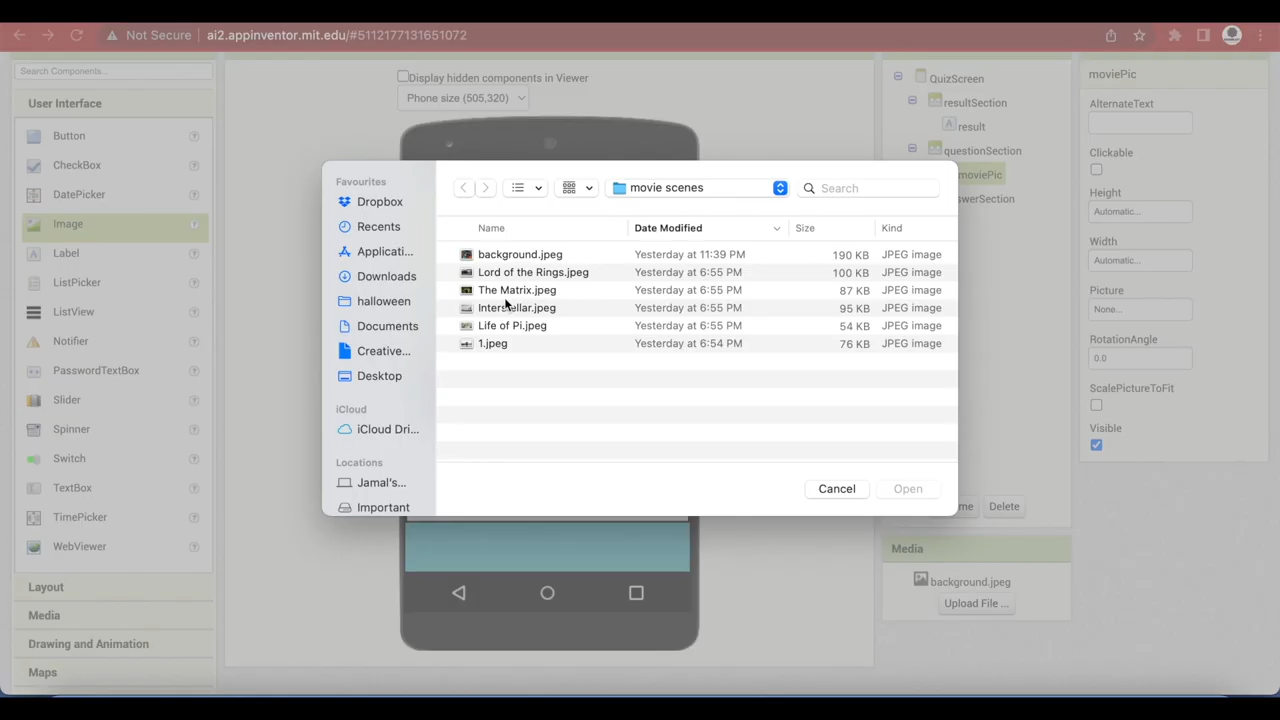 Not Secure
ai2.appinventor.mit.edu/#5112177131651072
Search Components...
User Interface
Button
CheckBox
DatePicker
Image
Label
ListPicker
ListView
Notifier
PasswordTextBox
Slider
Spinner
Switch
TextBox
TimePicker
WebViewer
Layout
Media
Drawing and Animation
Maps
Display hidden components in Viewer
Phone size (505,320)
Favourites
Dropbox
Recents
Applicati...
Downloads
halloween
Documents
Creative...
Desktop
iCloud
iCloud Dri...
Locations
Jamal's...
Important
movie scenes
Search
Name Date Modified Size Kind
background.jpeg Yesterday at 11:39 PM 190 KB JPEG image
Lord of the Rings.jpeg Yesterday at 6:55 PM 100 KB JPEG image
The Matrix.jpeg Yesterday at 6:55 PM 87 KB JPEG image
Interstellar.jpeg Yesterday at 6:55 PM 95 KB JPEG image
Life of Pi.jpeg Yesterday at 6:55 PM 54 KB JPEG image
1.jpeg Yesterday at 6:54 PM 76 KB JPEG image
Cancel Open
QuizScreen
resultSection
result
questionSection
moviePic
swerSection
me Delete
Media
background.jpeg
Upload File ...
moviePic
AlternateText
Clickable
Height
Automatic...
Width
Automatic...
Picture
None...
RotationAngle
0.0
ScalePictureToFit
Visible